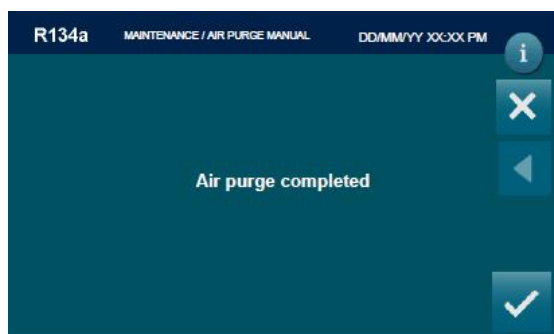 R134a MAINTENANCE / AIR PURGE MANUAL DD/MM/YY XX:XX PM
i
Air purge completed